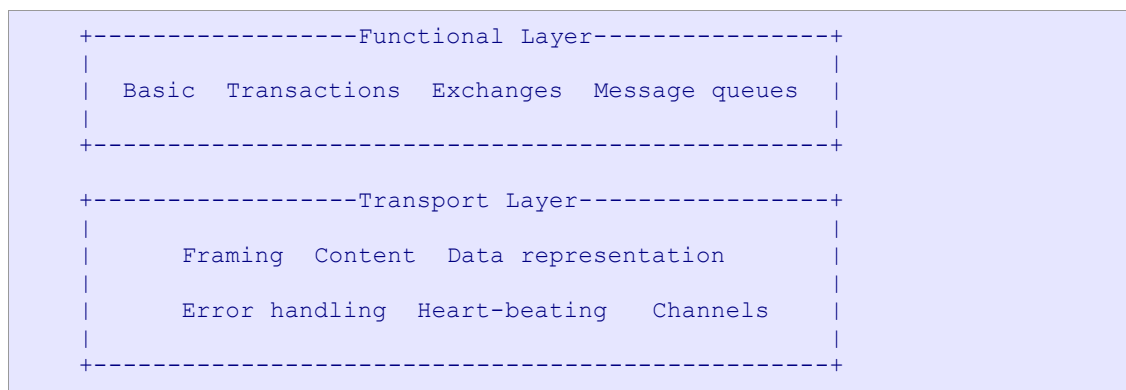 +------------------Functional Layer----------------+
| |
| Basic Transactions Exchanges Message queues |
| |
+--------------------------------------------------+
+------------------Transport Layer-----------------+
| |
| Framing Content Data representation |
| |
| Error handling Heart-beating Channels |
| |
+--------------------------------------------------+